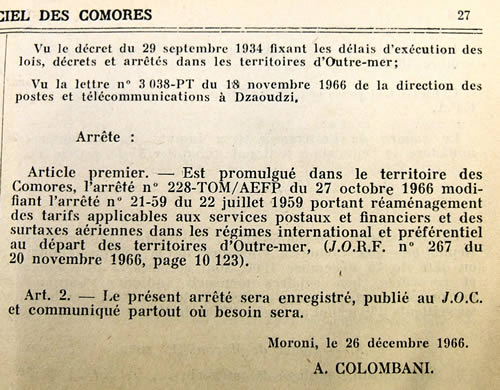 CIEL DES COMORES 27
Vu le décret du 29 septembre 1934 fixant les délais d'exécution des
lois, décrets et arrêtés dans les territoires d'Outre-mer;
Vu la lettre n° 3 038-PT du 18 novembre 1966 de la direction des
postes et télécommunications à Dzaoudzi,
Arrête :
Article premier. — Est promulgué dans le territoire des
Comores, l'arrêté n° 228-TOM/AEFP du 27 octobre 1966 modi-
fiant l'arrêté n° 21-59 du 22 juillet 1959 portant réaménagement
des tarifs applicables aux services postaux et financiers et des
surtaxes aériennes dans les régimes international et préférentiel
au départ des territoires d'Outre-mer, (J.O.R.F. n° 267 du
20 novembre 1966, page 10 123).
Art. 2. — Le présent arrêté sera enregistré, publié au J.O.C.
et communiqué partout où besoin sera.
Moroni, le 26 décembre 1966.
A. COLOMBANI.